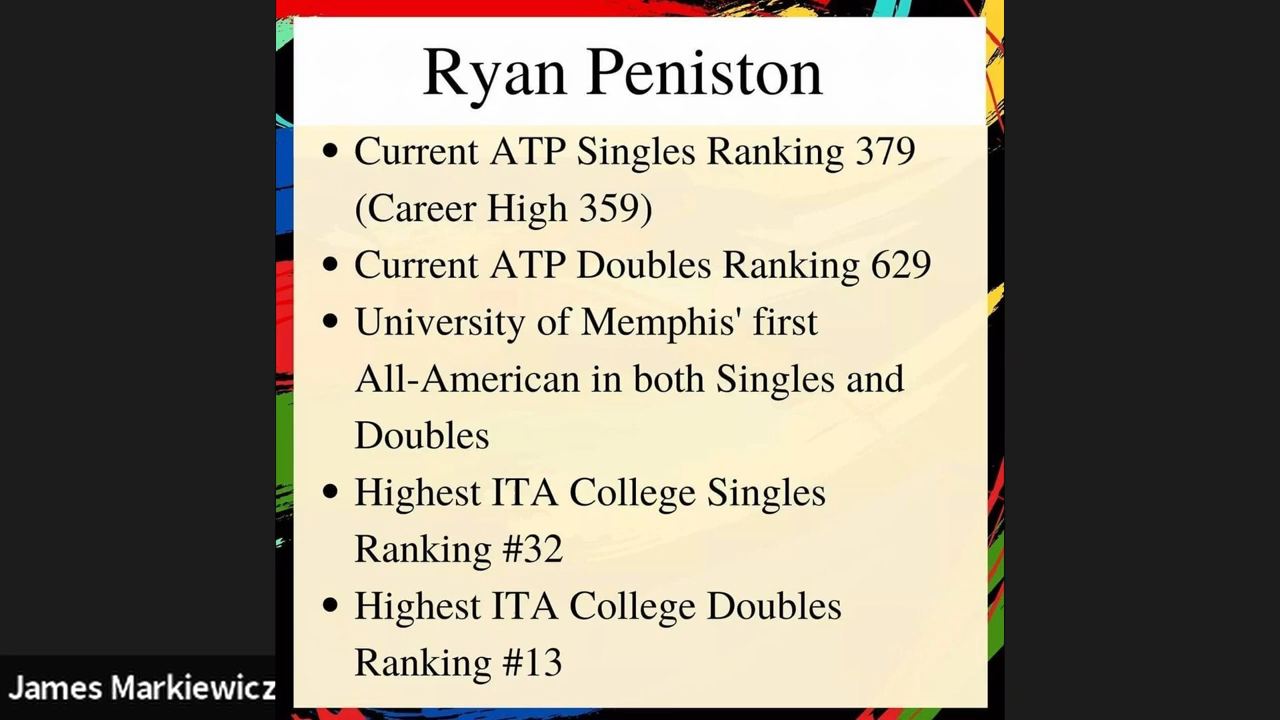 Ryan Peniston
• Current ATP Singles Ranking 379
(Career High 359)
• Current ATP Doubles Ranking 629
• University of Memphis' first
All-American in both Singles and
Doubles
• Highest ITA College Singles
Ranking #32
• Highest ITA College Doubles
Ranking #13
James Markiewicz